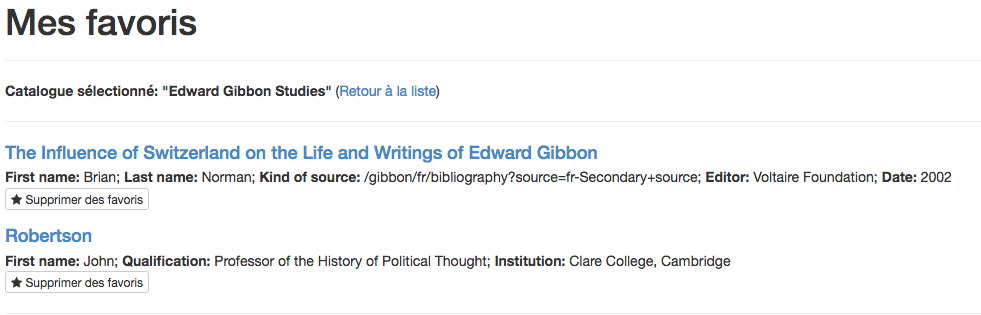 Mes favoris
Catalogue sélectionné: "Edward Gibbon Studies" (Retour à la liste)
The Influence of Switzerland on the Life and Writings of Edward Gibbon
First name: Brian; Last name: Norman; Kind of source: /gibbon/fr/bibliography?source=fr-Secondary+source; Editor: Voltaire Foundation; Date: 2002
★ Supprimer des favoris
Robertson
First name: John; Qualification: Professor of the History of Political Thought; Institution: Clare College, Cambridge
★ Supprimer des favoris